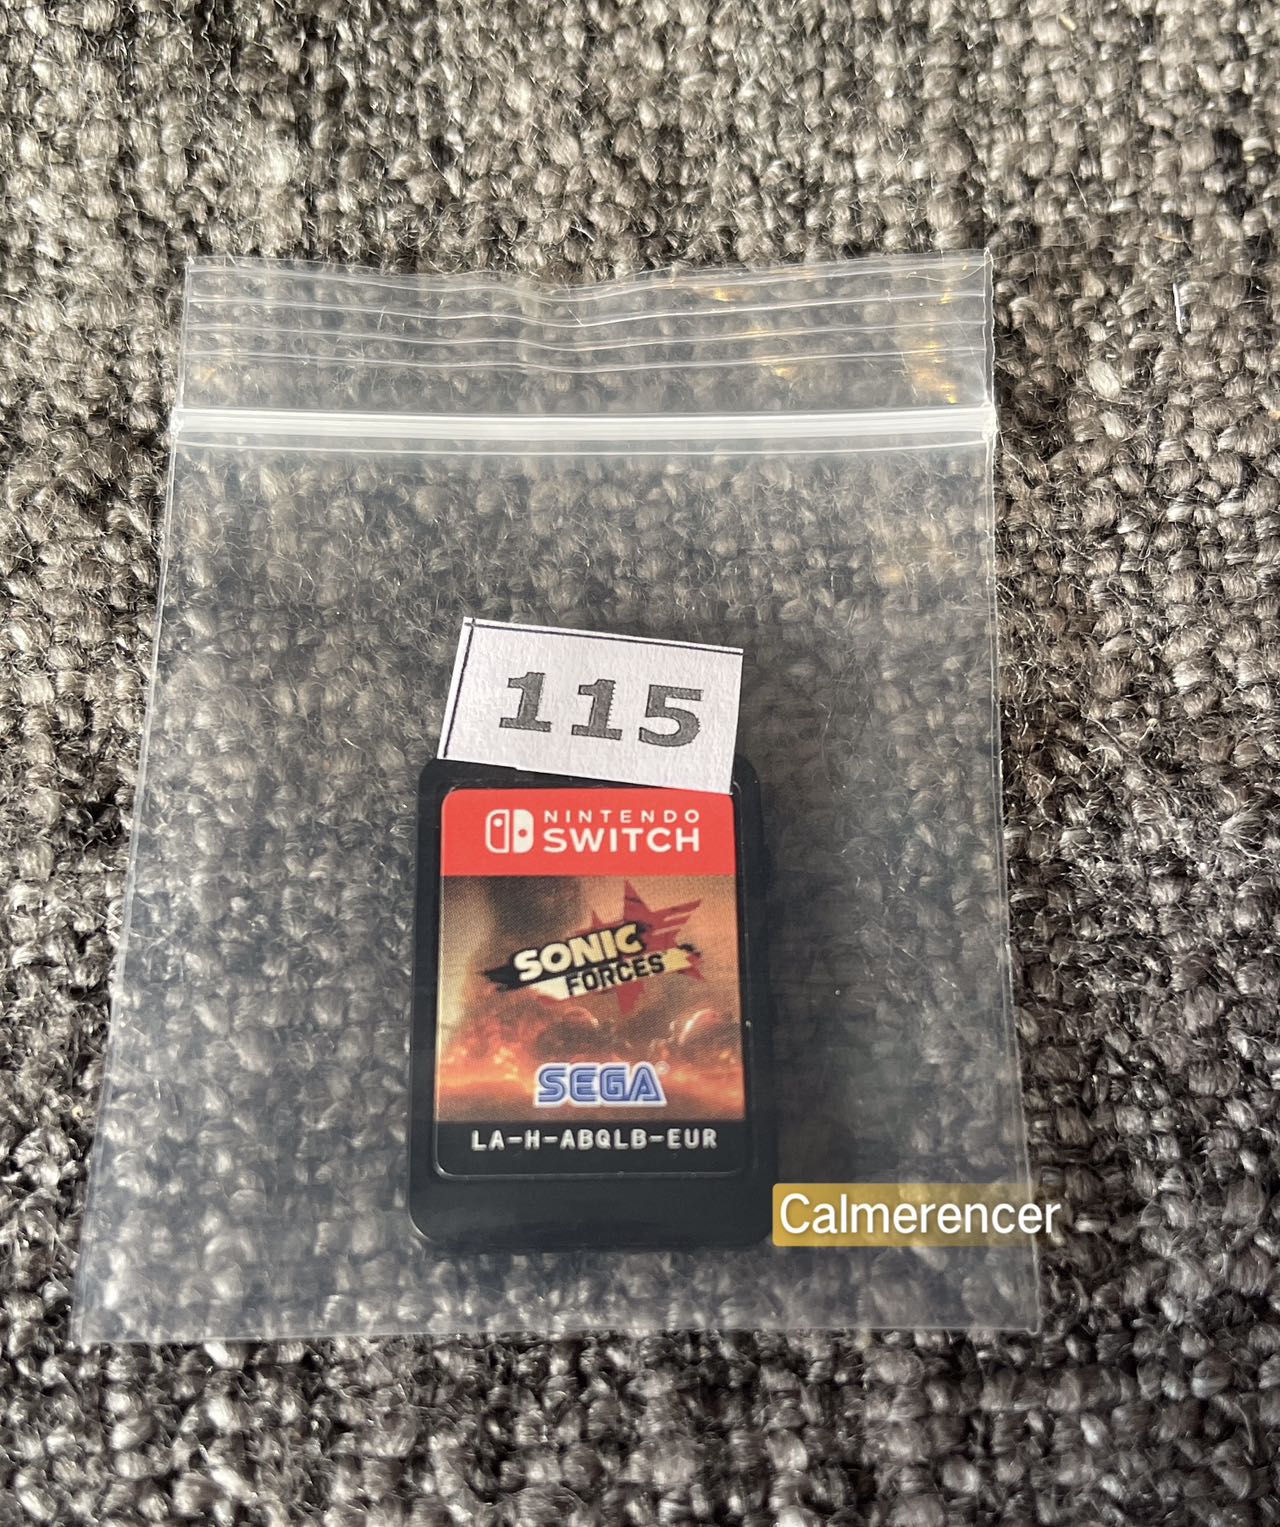 115
NINTENDO
SWITCH
SONIC
FORCES
SEGA
LA-H-ABQLB-EUR
Calmerencer